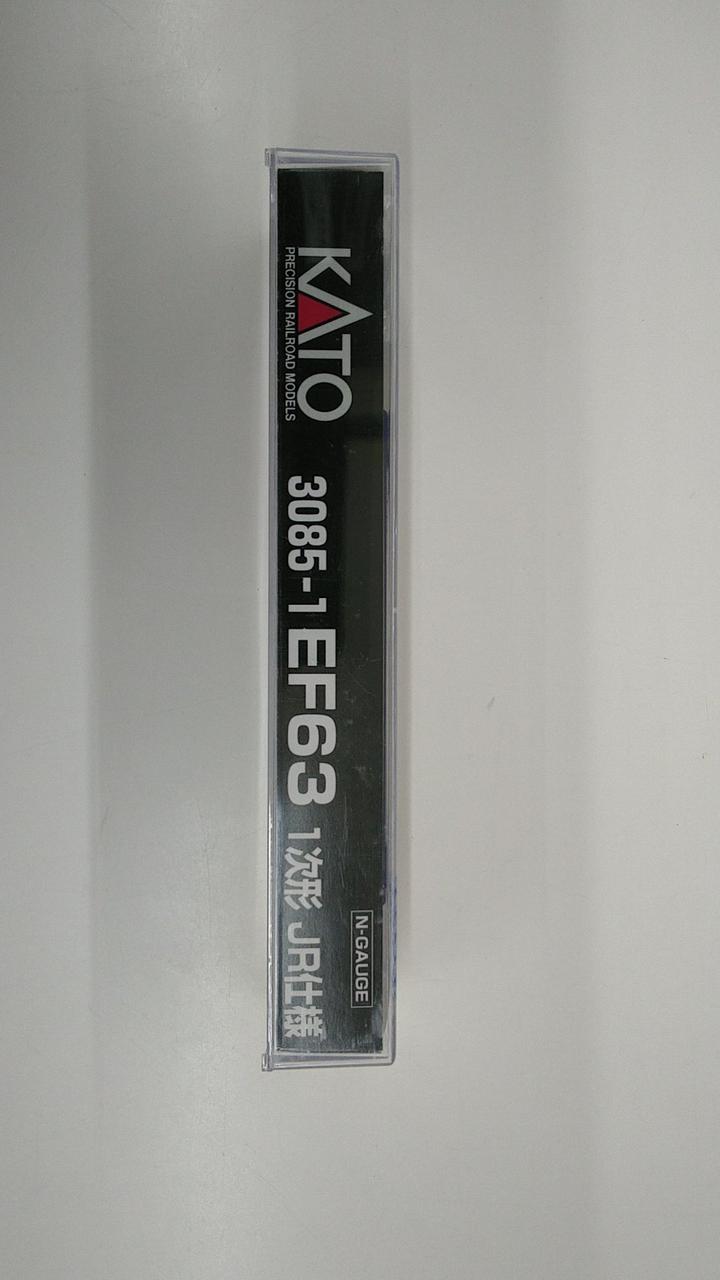 KATO
PRECISION RAILROAD MODELS
3085-1 EF63 1次形 JR仕様
N-GAUGE